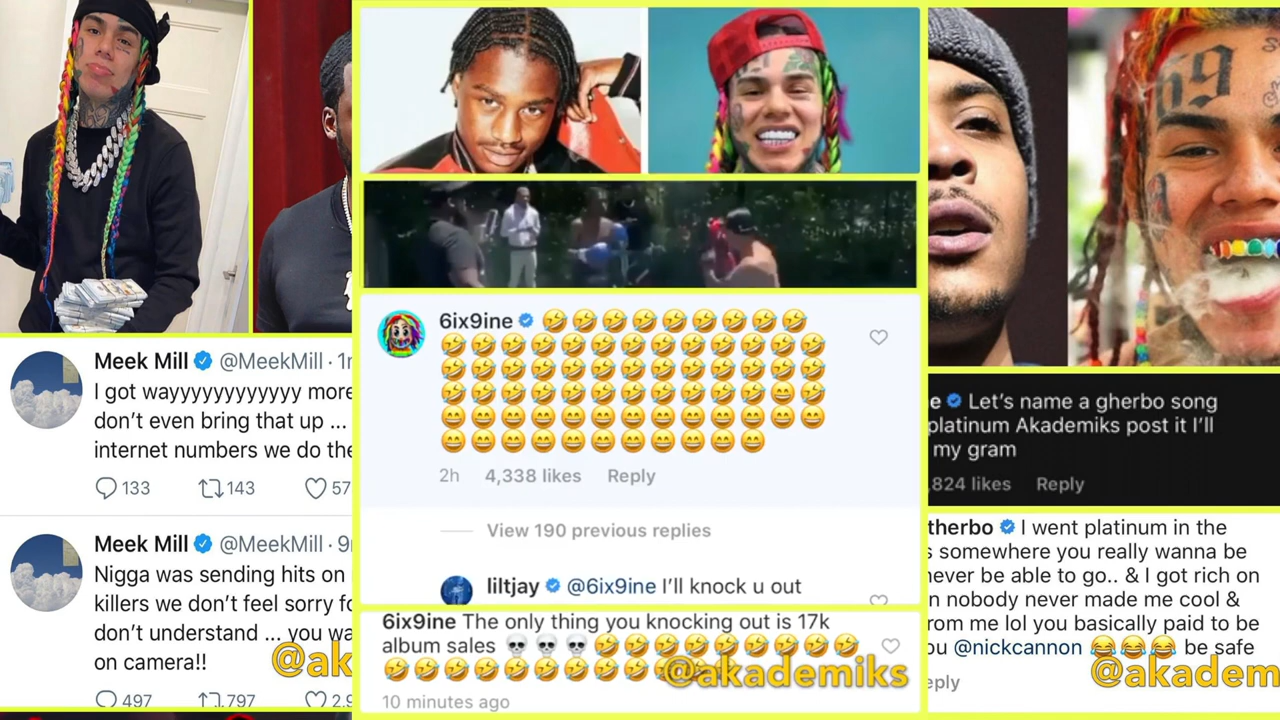 Meek Mill @MeekMill · 1
I got wayyyyyyyyyyyy more
don’t even bring that up ...
internet numbers we do the
133 143 57
Meek Mill @MeekMill · 9
Nigga was sending hits on
killers we don’t feel sorry fo
don’t understand ... you wa
on camera!!
@ak
497 797 2.9
6ix9ine 🤣🤣🤣🤣🤣🤣🤣🤣🤣
🤣🤣🤣🤣🤣🤣🤣🤣🤣🤣🤣🤣🤣
🤣🤣🤣🤣🤣🤣🤣🤣🤣🤣🤣🤣🤣
🤣🤣🤣🤣🤣🤣🤣🤣🤣🤣🤣😄🤣
😄😄😄😄😄😄😄😄😄😄😄😄😄
😄😄😄😄😄😄😄😄😄😄😄
2h 4,338 likes Reply
View 190 previous replies
liltjay @6ix9ine I’ll knock u out
6ix9ine The only thing you knocking out is 17k
album sales 💀💀💀🤣🤣🤣🤣🤣🤣🤣🤣🤣
🤣🤣🤣🤣🤣🤣🤣🤣🤣🤣🤣🤣
@akademiks
10 minutes ago
69
e Let’s name a gherbo song
platinum Akademiks post it I’ll
my gram
,824 likes Reply
therbo I went platinum in the
s somewhere you really wanna be
never be able to go.. & I got rich on
n nobody never made me cool &
rom me lol you basically paid to be
ou @nickcannon 😂😂😂 be safe
eply
@akadem